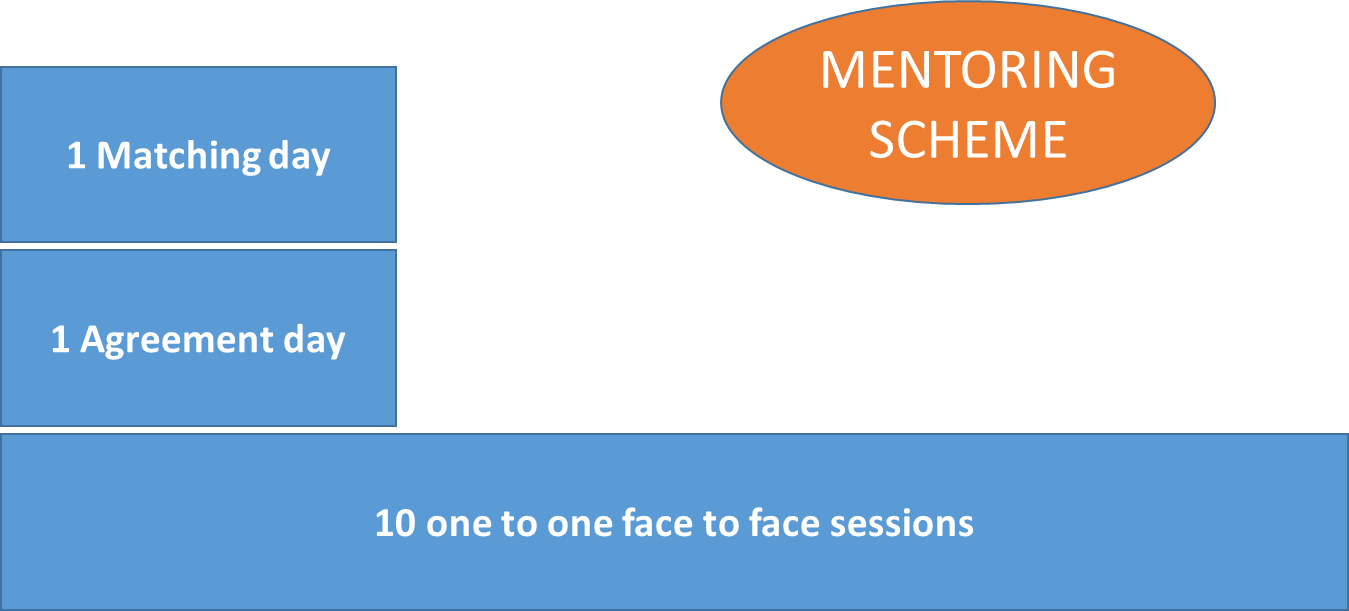 MENTORING
SCHEME
1 Matching day
1 Agreement day
10 one to one face to face sessions